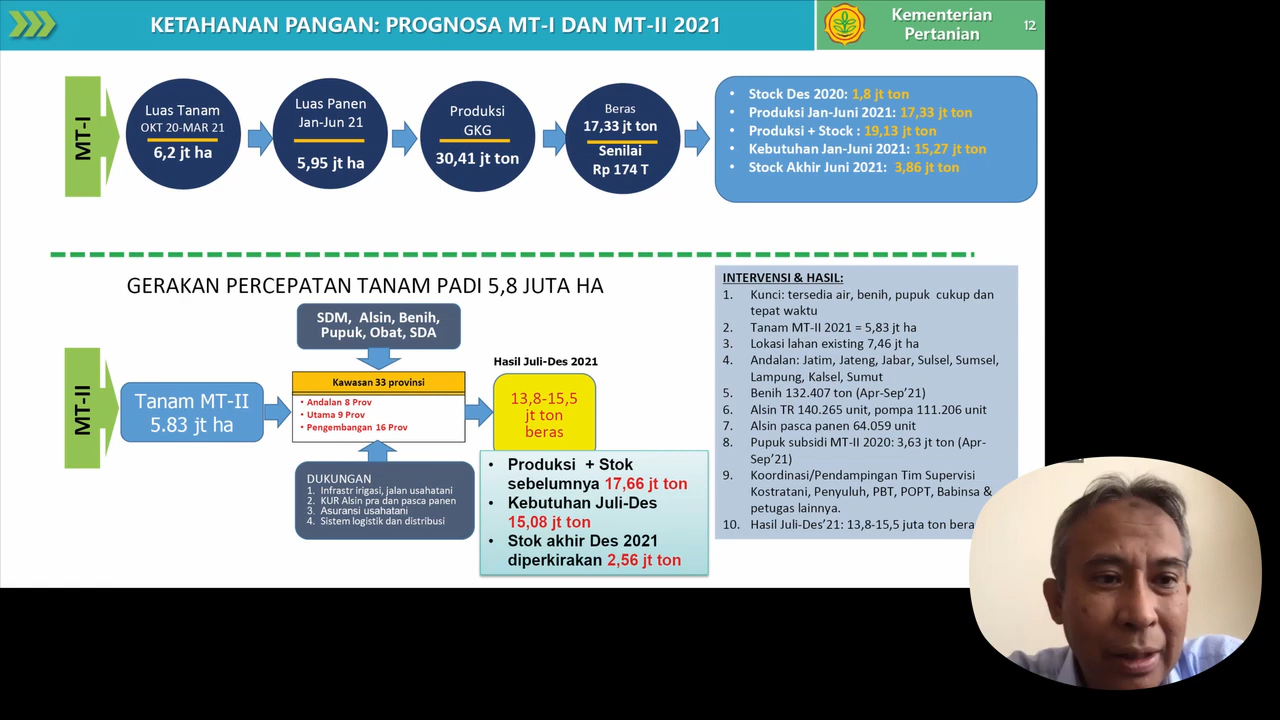 KETAHANAN PANGAN: PROGNOSA MT-I DAN MT-II 2021
Kementerian
Pertanian
12
MT-I
Luas Tanam
OKT 20-MAR 21
6,2 jt ha
Luas Panen
Jan-Jun 21
5,95 jt ha
Produksi
GKG
30,41 jt ton
Beras
17,33 jt ton
Senilai
Rp 174 T
• Stock Des 2020: 1,8 jt ton
• Produksi Jan-Juni 2021: 17,33 jt ton
• Produksi + Stock : 19,13 jt ton
• Kebutuhan Jan-Juni 2021: 15,27 jt ton
• Stock Akhir Juni 2021: 3,86 jt ton
GERAKAN PERCEPATAN TANAM PADI 5,8 JUTA HA
MT-II
Tanam MT-II
5.83 jt ha
SDM, Alsin, Benih,
Pupuk, Obat, SDA
Kawasan 33 provinsi
• Andalan 8 Prov
• Utama 9 Prov
• Pengembangan 16 Prov
DUKUNGAN
1. Infrastr irigasi, jalan usahatani
2. KUR Alsin pra dan pasca panen
3. Asuransi usahatani
4. Sistem logistik dan distribusi
Hasil Juli-Des 2021
13,8-15,5
jt ton
beras
• Produksi + Stok
sebelumnya 17,66 jt ton
• Kebutuhan Juli-Des
15,08 jt ton
• Stok akhir Des 2021
diperkirakan 2,56 jt ton
INTERVENSI & HASIL:
1. Kunci: tersedia air, benih, pupuk cukup dan
tepat waktu
2. Tanam MT-II 2021 = 5,83 jt ha
3. Lokasi lahan existing 7,46 jt ha
4. Andalan: Jatim, Jateng, Jabar, Sulsel, Sumsel,
Lampung, Kalsel, Sumut
5. Benih 132.407 ton (Apr-Sep'21)
6. Alsin TR 140.265 unit, pompa 111.206 unit
7. Alsin pasca panen 64.059 unit
8. Pupuk subsidi MT-II 2020: 3,63 jt ton (Apr-
Sep'21)
9. Koordinasi/Pendampingan Tim Supervisi
Kostratani, Penyuluh, PBT, POPT, Babinsa &
petugas lainnya.
10. Hasil Juli-Des'21: 13,8-15,5 juta ton bera